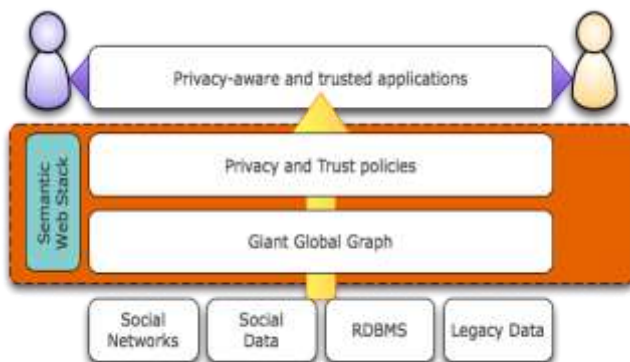 Privacy-aware and trusted applications
Semantic
Web Stack
Privacy and Trust policies
Giant Global Graph
Social
Networks
Social
Data
RDBMS
Legacy Data